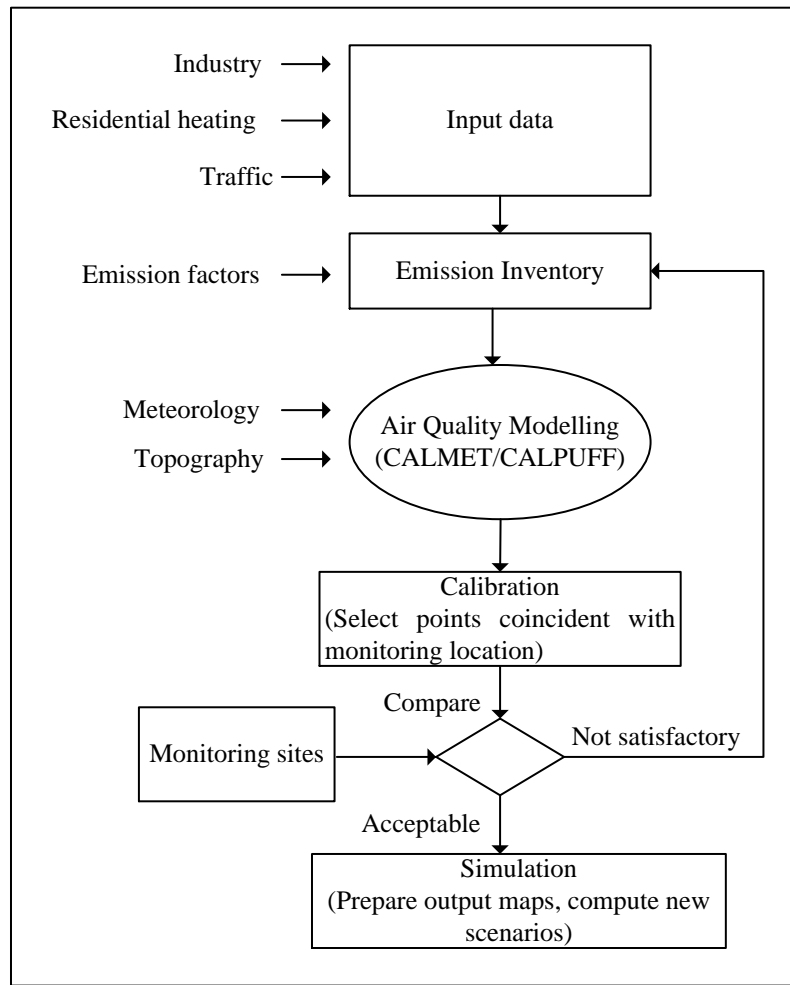 Industry
Residential heating
Traffic
Input data
Emission factors
Emission Inventory
Meteorology
Topography
Air Quality Modelling
(CALMET/CALPUFF)
Calibration
(Select points coincident with
monitoring location)
Compare
Monitoring sites
Not satisfactory
Acceptable
Simulation
(Prepare output maps, compute new
scenarios)